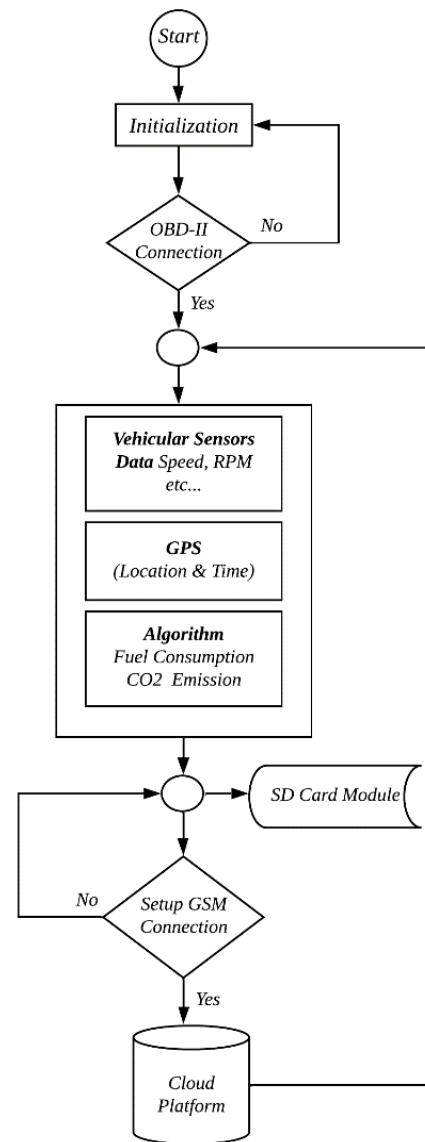 Start
Initialization
OBD-II
Connection
No
Yes
Vehicular Sensors
Data Speed, RPM
etc...
GPS
(Location & Time)
Algorithm
Fuel Consumption
CO2 Emission
SD Card Module
No
Setup GSM
Connection
Yes
Cloud
Platform